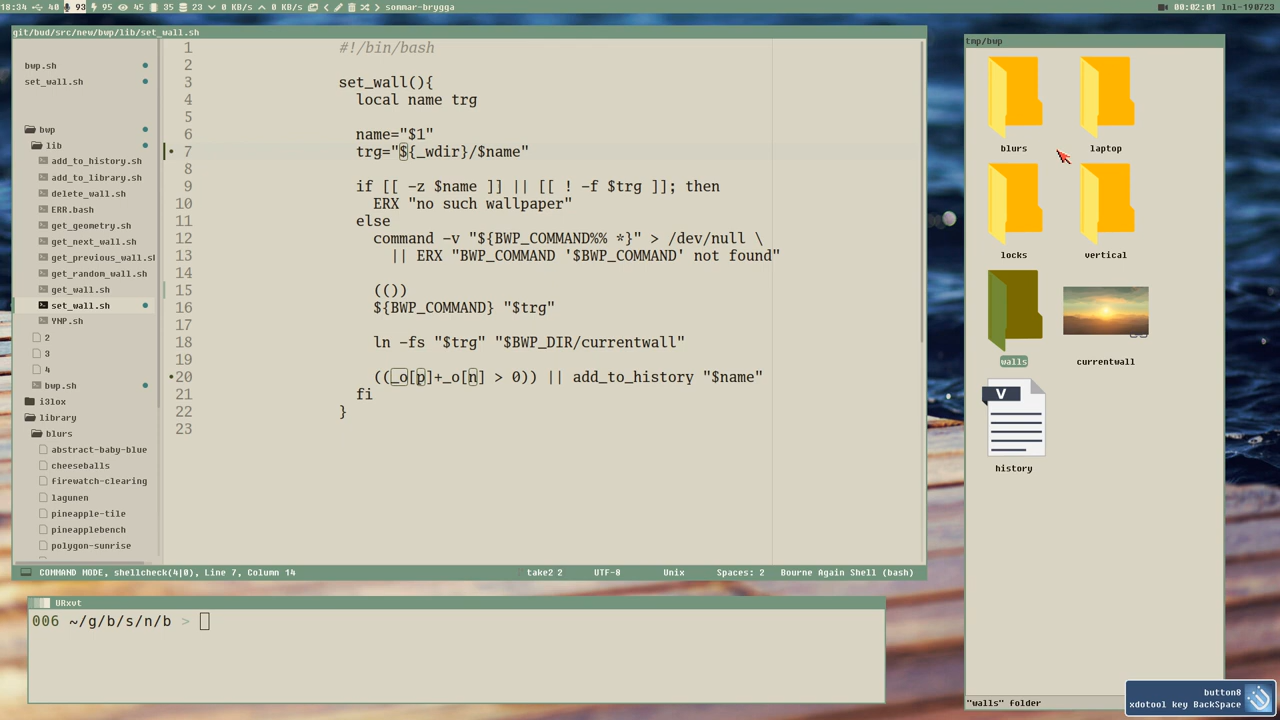 18:34 40 93 95 45 35 23 0 KB/s 0 KB/s sommar-brygga 00:02:01 lnl-190723
git/bud/src/new/bwp/lib/set_wall.sh
bwp.sh
set_wall.sh
bwp
lib
add_to_history.sh
add_to_library.sh
delete_wall.sh
ERR.bash
get_geometry.sh
get_next_wall.sh
get_previous_wall.sh
get_random_wall.sh
get_wall.sh
set_wall.sh
YNP.sh
2
3
4
bwp.sh
i3lox
library
blurs
abstract-baby-blue
cheeseballs
firewatch-clearing
lagunen
pineapple-tile
pineapplebench
polygon-sunrise
1 #!/bin/bash
2
3 set_wall(){
4 local name trg
5
6 name="$1"
7 trg="${_wdir}/$name"
8
9 if [[ -z $name ]] || [[ ! -f $trg ]]; then
10 ERX "no such wallpaper"
11 else
12 command -v "${BWP_COMMAND%% *}" > /dev/null \
13 || ERX "BWP_COMMAND '$BWP_COMMAND' not found"
14
15 (())
16 ${BWP_COMMAND} "$trg"
17
18 ln -fs "$trg" "$BWP_DIR/currentwall"
19
20 ((_o[p]+_o[n] > 0)) || add_to_history "$name"
21 fi
22 }
23
COMMAND MODE, shellcheck(4|0), Line 7, Column 14 take2 2 UTF-8 Unix Spaces: 2 Bourne Again Shell (bash)
URxvt
006 ~/g/b/s/n/b >
tmp/bwp
blurs laptop
locks vertical
walls currentwall
V
history
"walls" folder
button8
xdotool key BackSpace